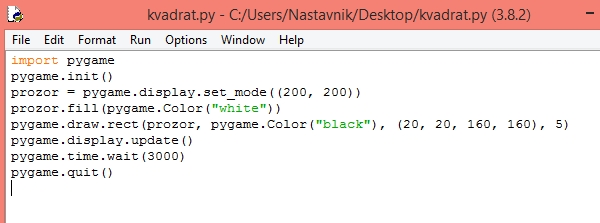 kvadrat.py - C:/Users/Nastavnik/Desktop/kvadrat.py (3.8.2)
File Edit Format Run Options Window Help
import pygame
pygame.init()
prozor = pygame.display.set_mode((200, 200))
prozor.fill(pygame.Color("white"))
pygame.draw.rect(prozor, pygame.Color("black"), (20, 20, 160, 160), 5)
pygame.display.update()
pygame.time.wait(3000)
pygame.quit()